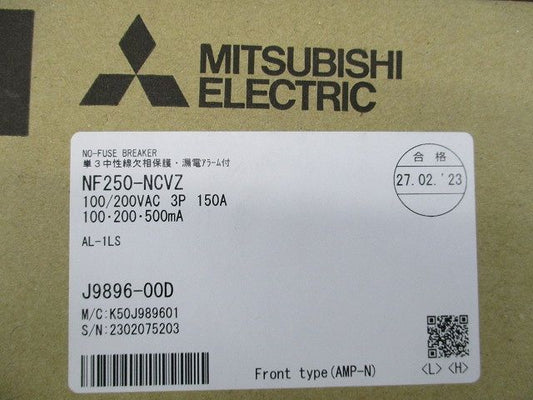 MITSUBISHI
ELECTRIC
NO-FUSE BREAKER
単3中性線欠相保護・漏電アラーム付
合格
27.02.'23
NF250-NCVZ
100/200VAC 3P 150A
100・200・500mA
AL-1LS
J9896-00D
M/C:K50J989601
S/N:2302075203
Front type(AMP-N)
<L> <H>